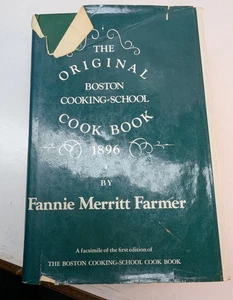 THE
ORIGINAL
BOSTON
COOKING-SCHOOL
COOK BOOK
1896
BY
Fannie Merritt Farmer
A facsimile of the first edition of
THE BOSTON COOKING-SCHOOL COOK BOOK